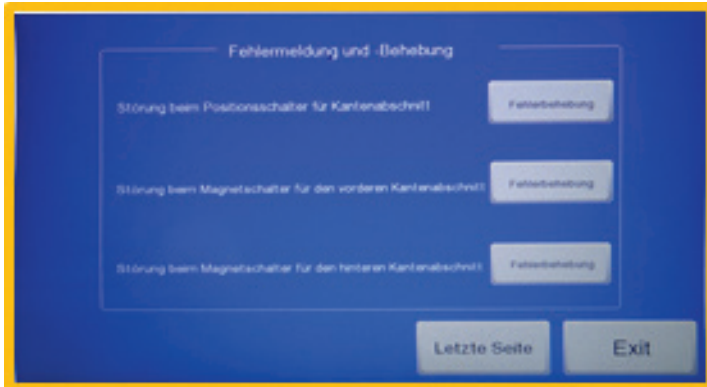 Fehlermeldung und -Behebung
Störung beim Positionsschalter für Kantenabschnitt
Fehlerbehebung
Störung beim Magnetschalter für den vorderen Kantenabschnitt
Fehlerbehebung
Störung beim Magnetschalter für den hinteren Kantenabschnitt
Fehlerbehebung
Letzte Seite
Exit